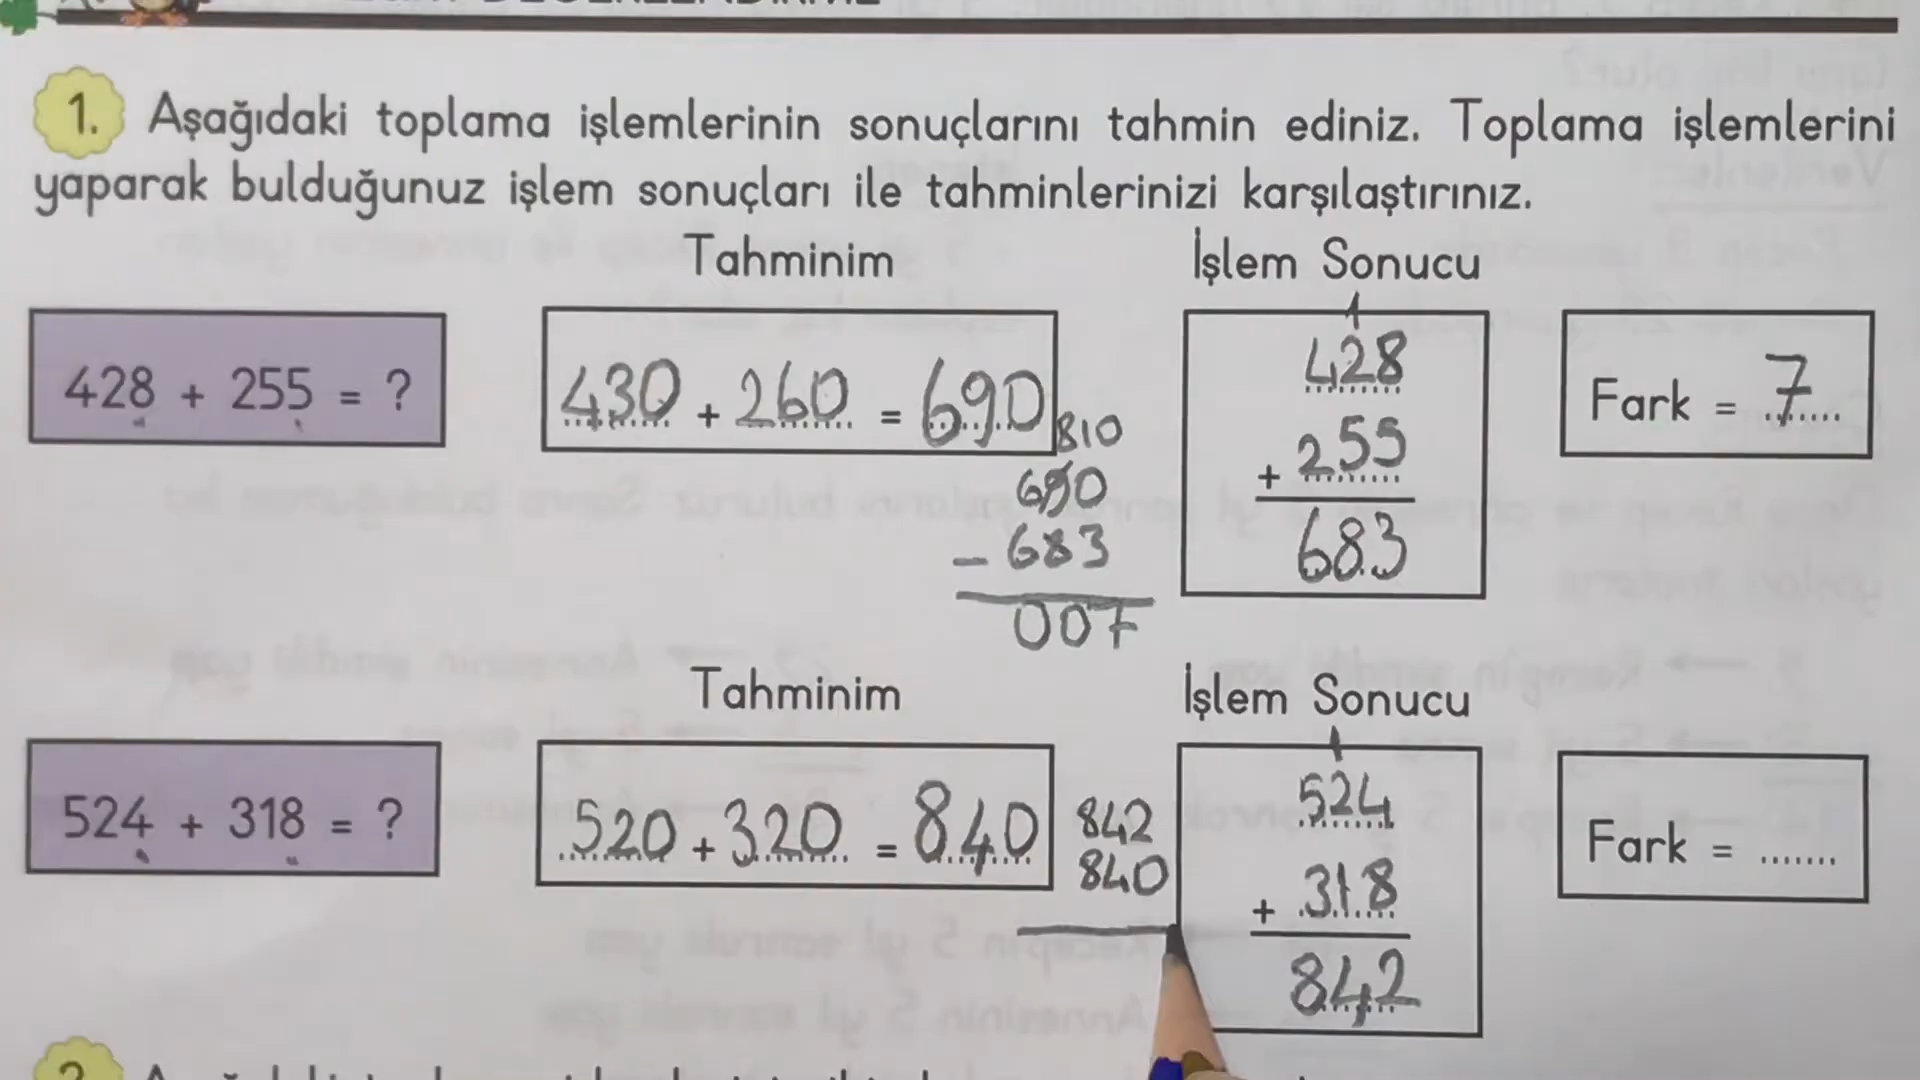 1. Aşağıdaki toplama işlemlerinin sonuçlarını tahmin ediniz. Toplama işlemlerini
yaparak bulduğunuz işlem sonuçları ile tahminlerinizi karşılaştırınız.
Tahminim
İşlem Sonucu
428 + 255 = ?
430 + 260 = 690
1
428
+ 255
683
Fark = 7
810
690
- 683
007
Tahminim
İşlem Sonucu
524 + 318 = ?
520 + 320 = 840
842
840
1
524
+ 318
842
Fark = .......
2.